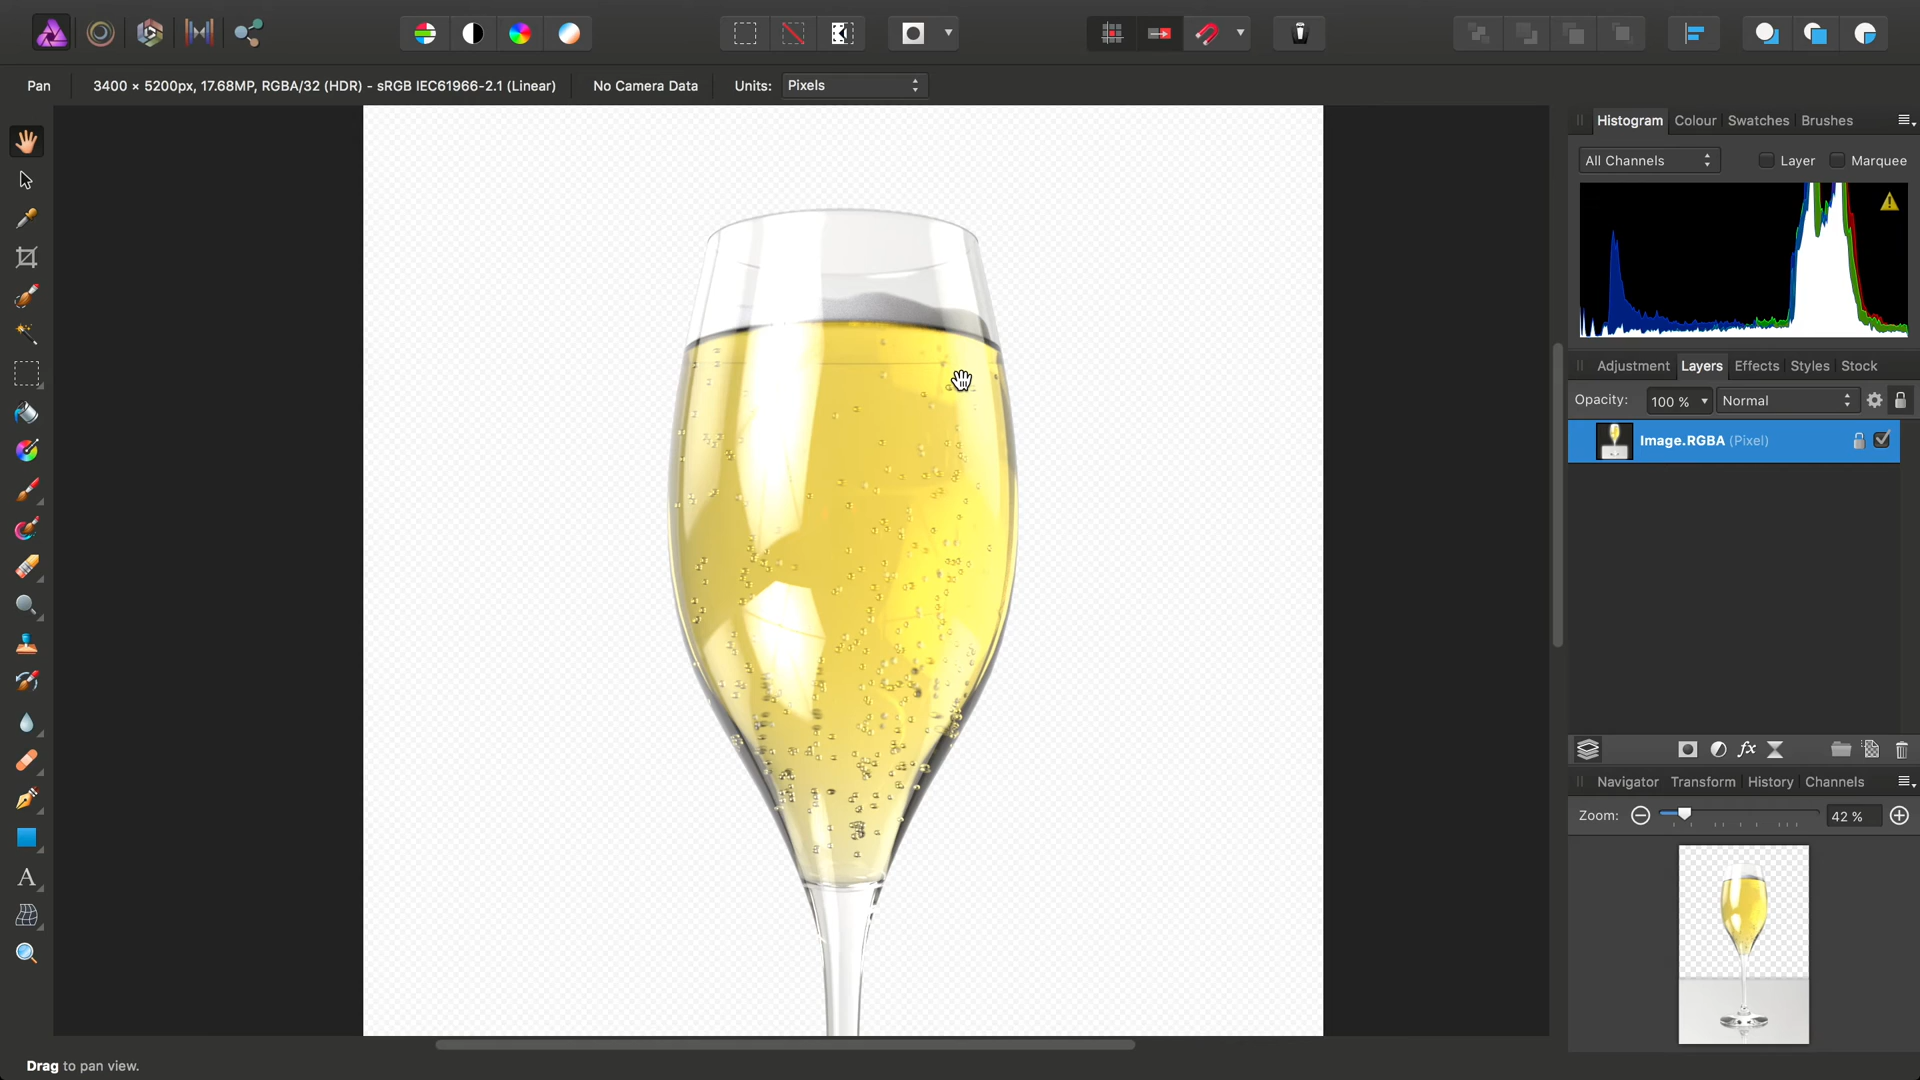 Pan
3400 × 5200px, 17.68MP, RGBA/32 (HDR) - sRGB IEC61966-2.1 (Linear)
No Camera Data
Units:
Pixels
Histogram
Colour
Swatches
Brushes
All Channels
Layer
Marquee
Adjustment
Layers
Effects
Styles
Stock
Opacity:
100 %
Normal
Image.RGBA (Pixel)
fx
Navigator
Transform
History
Channels
Zoom:
42 %
A
Drag to pan view.